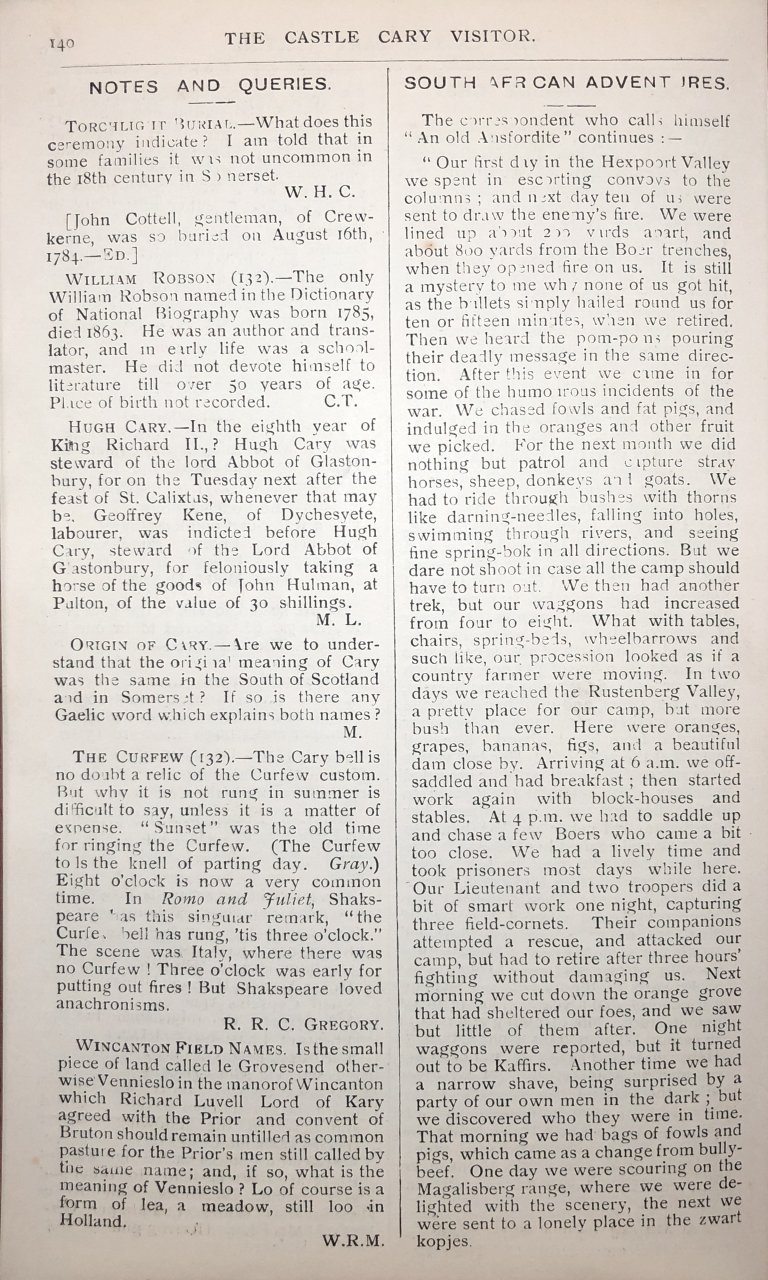 140
THE CASTLE CARY VISITOR.
NOTES AND QUERIES.
TORCHLIGHT BURIAL.—What does this
ceremony indicate? I am told that in
some families it was not uncommon in
the 18th century in Somerset.
W. H. C.
[John Cottell, gentleman, of Crew-
kerne, was so buried on August 16th,
1784.—ED.]
WILLIAM ROBSON (132).—The only
William Robson named in the Dictionary
of National Biography was born 1785,
died 1863. He was an author and trans-
lator, and in early life was a school-
master. He did not devote himself to
literature till over 50 years of age.
Place of birth not recorded. C.T.
HUGH CARY.—In the eighth year of
King Richard II., ? Hugh Cary was
steward of the lord Abbot of Glaston-
bury, for on the Tuesday next after the
feast of St. Calixtus, whenever that may
be, Geoffrey Kene, of Dychesyete,
labourer, was indicted before Hugh
Cary, steward of the Lord Abbot of
Glastonbury, for feloniously taking a
horse of the goods of John Hulman, at
Pulton, of the value of 30 shillings.
M. L.
ORIGIN OF CARY.—Are we to under-
stand that the original meaning of Cary
was the same in the South of Scotland
and in Somerset? If so is there any
Gaelic word which explains both names?
M.
THE CURFEW (132).—The Cary bell is
no doubt a relic of the Curfew custom.
But why it is not rung in summer is
difficult to say, unless it is a matter of
expense. "Sunset" was the old time
for ringing the Curfew. (The Curfew
tolls the knell of parting day. Gray.)
Eight o'clock is now a very common
time. In Romo and Juliet, Shaks-
peare has this singular remark, "the
Curfew bell has rung, 'tis three o'clock."
The scene was Italy, where there was
no Curfew! Three o'clock was early for
putting out fires! But Shakspeare loved
anachronisms.
R. R. C. GREGORY.
WINCANTON FIELD NAMES. Is the small
piece of land called le Grovesend other-
wise Vennieslo in the manor of Wincanton
which Richard Luvell Lord of Kary
agreed with the Prior and convent of
Bruton should remain untilled as common
pasture for the Prior's men still called by
the same name; and, if so, what is the
meaning of Vennieslo? Lo of course is a
form of lea, a meadow, still loo in
Holland.
W.R.M.
SOUTH AFRICAN ADVENTURES.
The correspondent who calls himself
"An old Ansfordite" continues :—
"Our first day in the Hexpoort Valley
we spent in escorting convoys to the
columns; and next day ten of us were
sent to draw the enemy's fire. We were
lined up about 200 yards apart, and
about 800 yards from the Boer trenches,
when they opened fire on us. It is still
a mystery to me why none of us got hit,
as the bullets simply hailed round us for
ten or fifteen minutes, when we retired.
Then we heard the pom-poms pouring
their deadly message in the same direc-
tion. After this event we came in for
some of the humourous incidents of the
war. We chased fowls and fat pigs, and
indulged in the oranges and other fruit
we picked. For the next month we did
nothing but patrol and capture stray
horses, sheep, donkeys and goats. We
had to ride through bushes with thorns
like darning-needles, falling into holes,
swimming through rivers, and seeing
fine spring-bok in all directions. But we
dare not shoot in case all the camp should
have to turn out. We then had another
trek, but our waggons had increased
from four to eight. What with tables,
chairs, spring-beds, wheelbarrows and
such like, our procession looked as if a
country farmer were moving. In two
days we reached the Rustenberg Valley,
a pretty place for our camp, but more
bush than ever. Here were oranges,
grapes, bananas, figs, and a beautiful
dam close by. Arriving at 6 a.m. we off-
saddled and had breakfast; then started
work again with block-houses and
stables. At 4 p.m. we had to saddle up
and chase a few Boers who came a bit
too close. We had a lively time and
took prisoners most days while here.
Our Lieutenant and two troopers did a
bit of smart work one night, capturing
three field-cornets. Their companions
attempted a rescue, and attacked our
camp, but had to retire after three hours'
fighting without damaging us. Next
morning we cut down the orange grove
that had sheltered our foes, and we saw
but little of them after. One night
waggons were reported, but it turned
out to be Kaffirs. Another time we had
a narrow shave, being surprised by a
party of our own men in the dark; but
we discovered who they were in time.
That morning we had bags of fowls and
pigs, which came as a change from bully-
beef. One day we were scouring on the
Magalisberg range, where we were de-
lighted with the scenery, the next we
were sent to a lonely place in the zwart
kopjes.